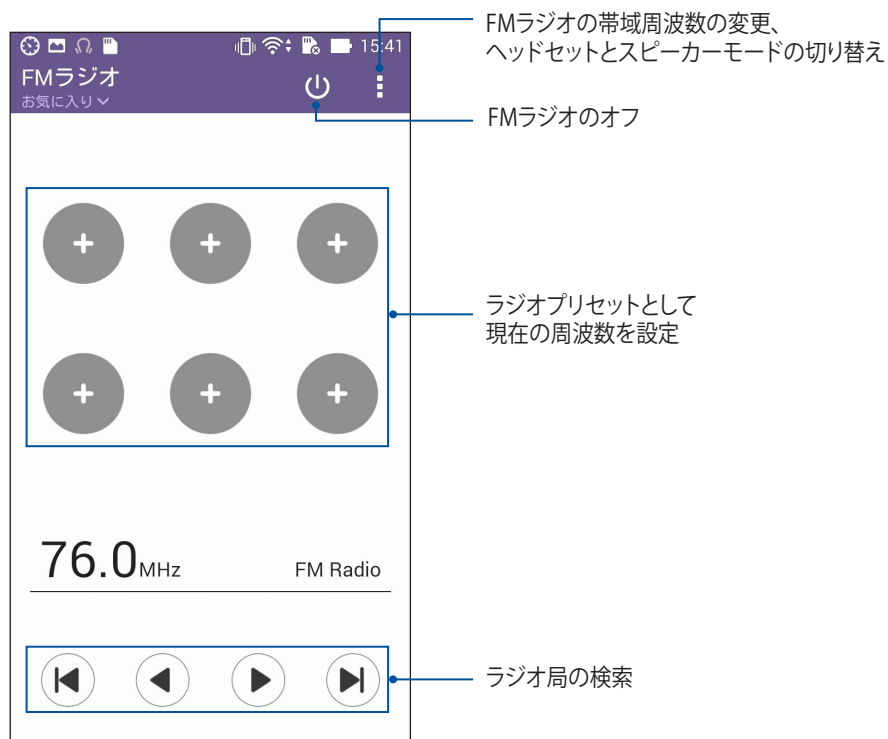 FMラジオの帯域周波数の変更、
ヘッドセットとスピーカーモードの切り替え
15:41
FMラジオ
お気に入り
FMラジオのオフ
ラジオプリセットとして
現在の周波数を設定
76.0MHz
FM Radio
ラジオ局の検索